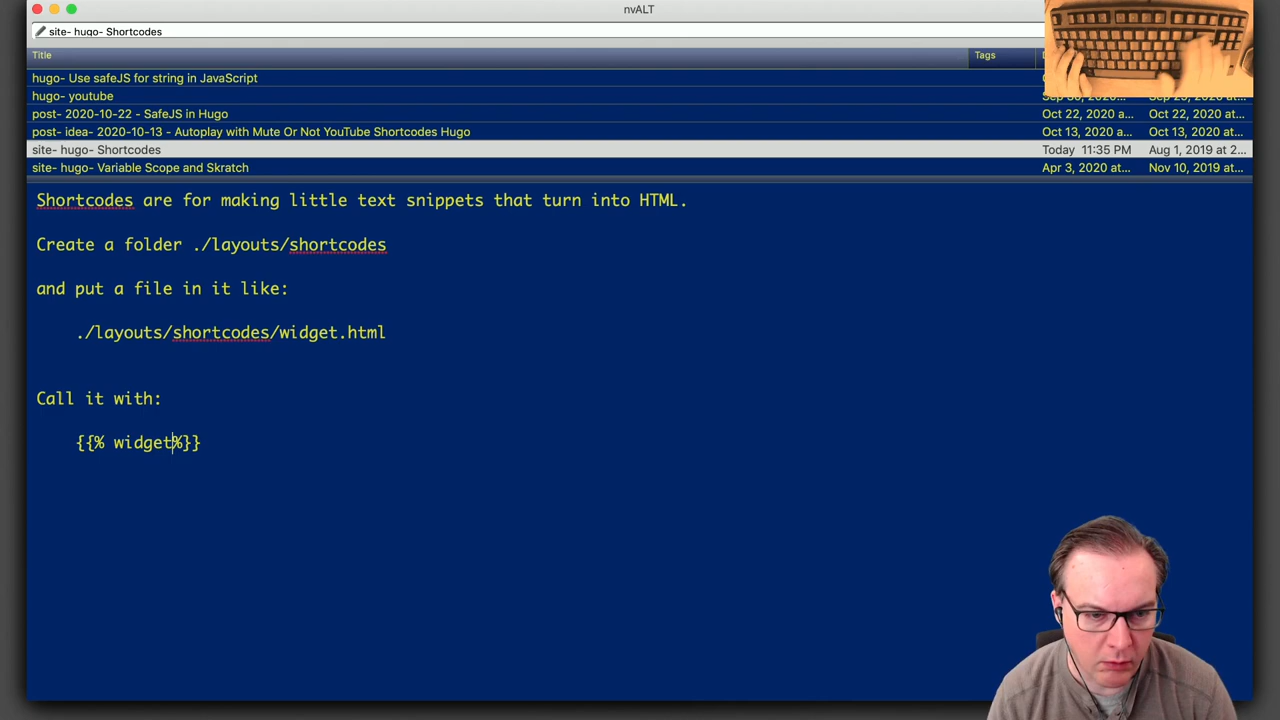 nvALT
site- hugo- Shortcodes
Title Tags
hugo- Use safeJS for string in JavaScript
hugo- youtube
post- 2020-10-22 - SafeJS in Hugo Oct 22, 2020 a... Oct 22, 2020 at...
post- idea- 2020-10-13 - Autoplay with Mute Or Not YouTube Shortcodes Hugo Oct 13, 2020 a... Oct 13, 2020 at...
site- hugo- Shortcodes Today 11:35 PM Aug 1, 2019 at 2...
site- hugo- Variable Scope and Skratch Apr 3, 2020 at... Nov 10, 2019 at...
Shortcodes are for making little text snippets that turn into HTML.
Create a folder ./layouts/shortcodes
and put a file in it like:
./layouts/shortcodes/widget.html
Call it with:
{{% widget%}}